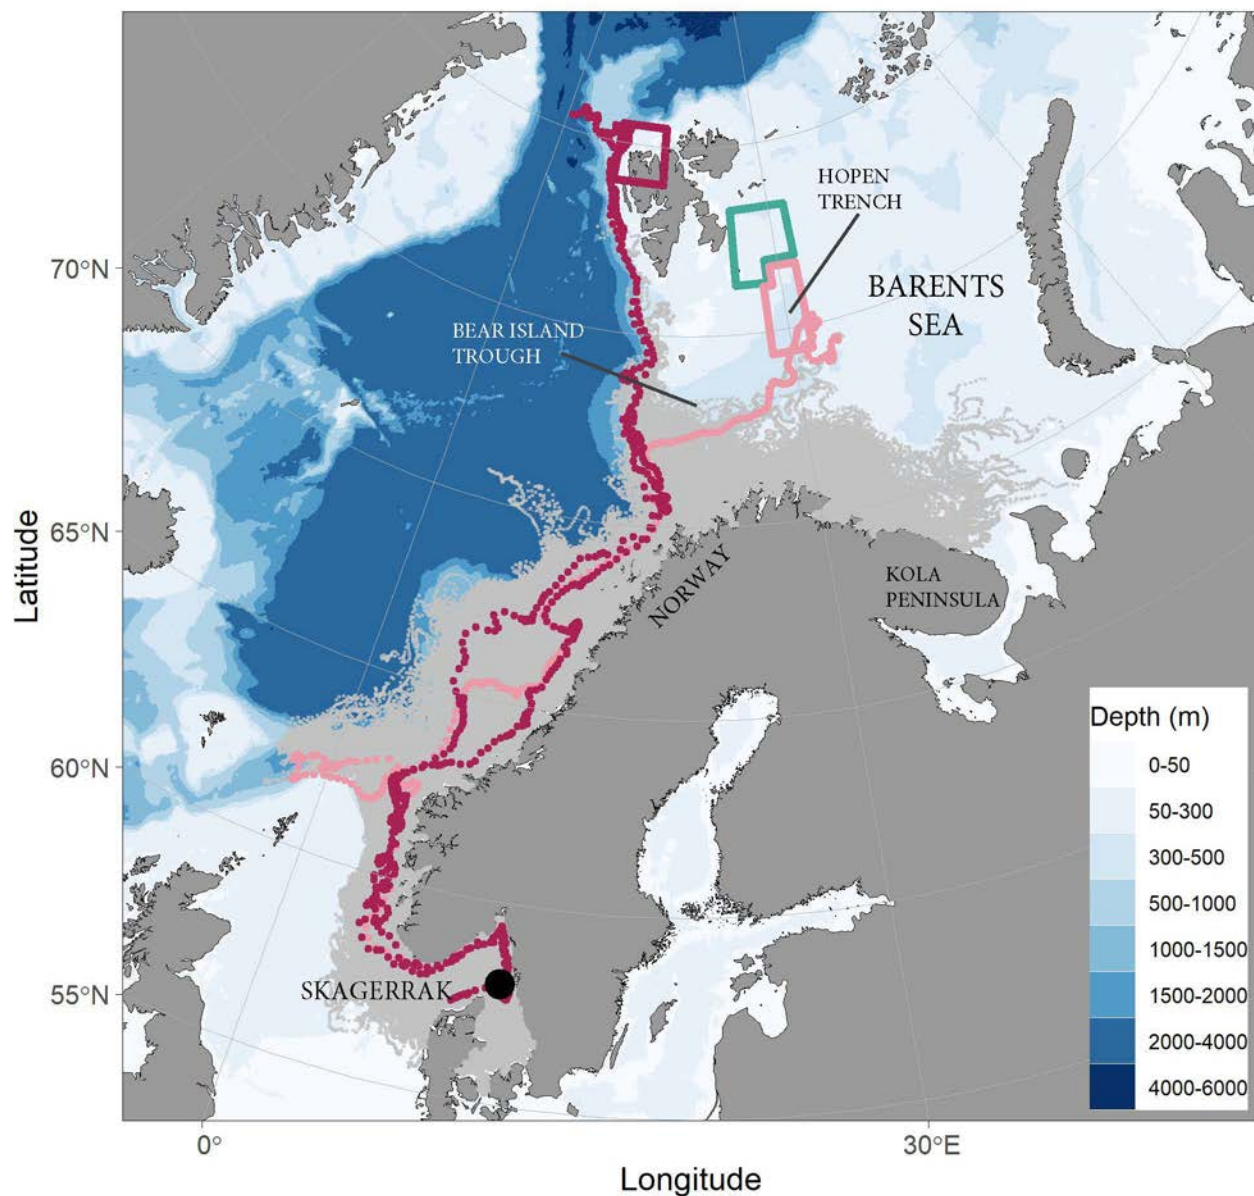 HOPEN
TRENCH
70°N
BARENTS
SEA
BEAR ISLAND
TROUGH
65°N
Latitude
NORWAY
KOLA
PENINSULA
Depth (m)
0-50
50-300
300-500
500-1000
1000-1500
1500-2000
2000-4000
4000-6000
60°N
SKAGERRAK
55°N
0°
30°E
Longitude